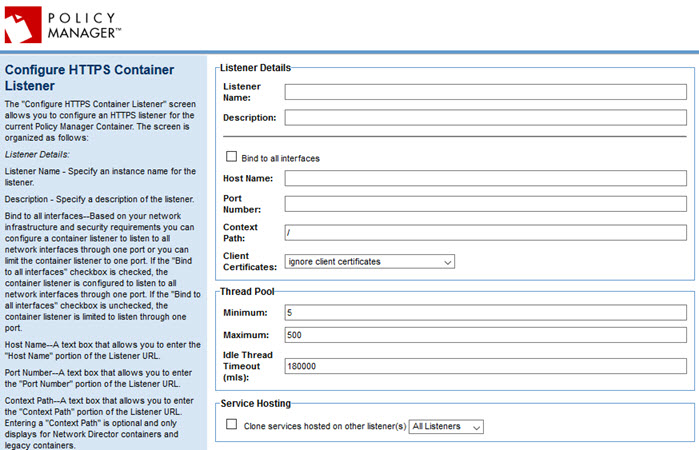 POLICY
MANAGER™
Configure HTTPS Container
Listener
The "Configure HTTPS Container Listener" screen
allows you to configure an HTTPS listener for the
current Policy Manager Container. The screen is
organized as follows:
Listener Details:
Listener Name - Specify an instance name for the
listener.
Description - Specify a description of the listener.
Bind to all interfaces--Based on your network
infrastructure and security requirements you can
configure a container listener to listen to all
network interfaces through one port or you can
limit the container listener to one port. If the "Bind
to all interfaces" checkbox is checked, the
container listener is configured to listen to all
network interfaces through one port. If the "Bind to
all interfaces" checkbox is unchecked, the
container listener is limited to listen through one
port.
Host Name--A text box that allows you to enter the
"Host Name" portion of the Listener URL.
Port Number--A text box that allows you to enter
the "Port Number" portion of the Listener URL.
Context Path--A text box that allows you to enter
the "Context Path" portion of the Listener URL.
Entering a "Context Path" is optional and only
displays for Network Director containers and
legacy containers.
Listener Details
Listener
Name:
Description:
Bind to all interfaces
Host Name:
Port
Number:
Context
Path:
/
Client
Certificates:
ignore client certificates
Thread Pool
Minimum:
5
Maximum:
500
Idle Thread
Timeout
(mls):
180000
Service Hosting
Clone services hosted on other listener(s) All Listeners